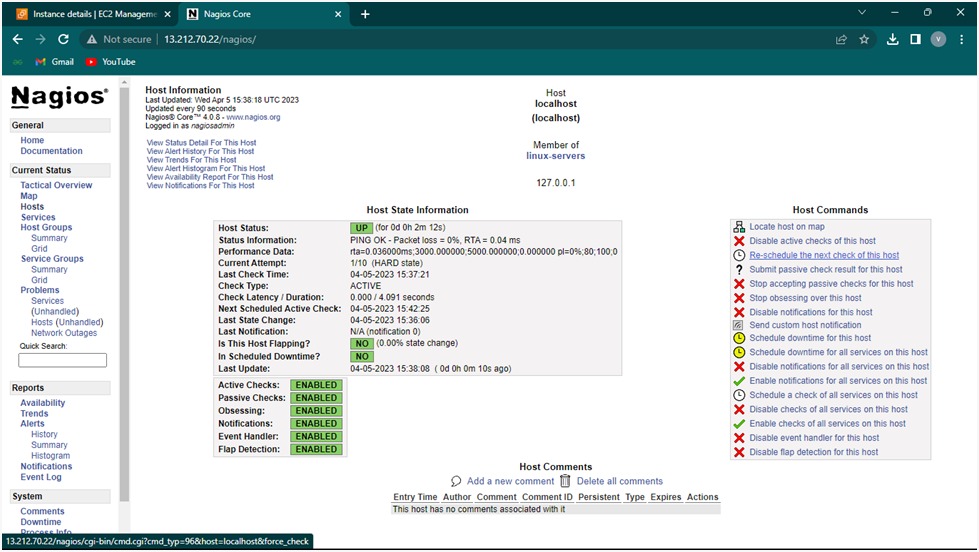 Instance details | EC2 Manageme
Nagios Core
Not secure
13.212.70.22/nagios/
V
Gmail
YouTube
Nagios®
General
Home
Documentation
Current Status
Tactical Overview
Map
Hosts
Services
Host Groups
Summary
Grid
Service Groups
Summary
Grid
Problems
Services
(Unhandled)
Hosts (Unhandled)
Network Outages
Quick Search:
Reports
Availability
Trends
Alerts
History
Summary
Histogram
Notifications
Event Log
System
Comments
Downtime
Process Info
Host Information
Last Updated: Wed Apr 5 15:38:18 UTC 2023
Updated every 90 seconds
Nagios® Core™ 4.0.8 - www.nagios.org
Logged in as nagiosadmin
View Status Detail For This Host
View Alert History For This Host
View Trends For This Host
View Alert Histogram For This Host
View Availability Report For This Host
View Notifications For This Host
Host
localhost
(localhost)
Member of
linux-servers
127.0.0.1
Host State Information
Host Status: UP (for 0d 0h 2m 12s)
Status Information: PING OK - Packet loss = 0%, RTA = 0.04 ms
Performance Data: rta=0.036000ms;3000.000000;5000.000000;0.000000 pl=0%;80;100;0
Current Attempt: 1/10 (HARD state)
Last Check Time: 04-05-2023 15:37:21
Check Type: ACTIVE
Check Latency / Duration: 0.000 / 4.091 seconds
Next Scheduled Active Check: 04-05-2023 15:42:25
Last State Change: 04-05-2023 15:36:06
Last Notification: N/A (notification 0)
Is This Host Flapping? NO (0.00% state change)
In Scheduled Downtime? NO
Last Update: 04-05-2023 15:38:08 ( 0d 0h 0m 10s ago)
Active Checks: ENABLED
Passive Checks: ENABLED
Obsessing: ENABLED
Notifications: ENABLED
Event Handler: ENABLED
Flap Detection: ENABLED
Host Commands
Locate host on map
Disable active checks of this host
Re-schedule the next check of this host
Submit passive check result for this host
Stop accepting passive checks for this host
Stop obsessing over this host
Disable notifications for this host
Send custom host notification
Schedule downtime for this host
Schedule downtime for all services on this host
Disable notifications for all services on this host
Enable notifications for all services on this host
Schedule a check of all services on this host
Disable checks of all services on this host
Enable checks of all services on this host
Disable event handler for this host
Disable flap detection for this host
Host Comments
Add a new comment Delete all comments
Entry Time Author Comment Comment ID Persistent Type Expires Actions
This host has no comments associated with it
13.212.70.22/nagios/cgi-bin/cmd.cgi?cmd_typ=96&host=localhost&force_check